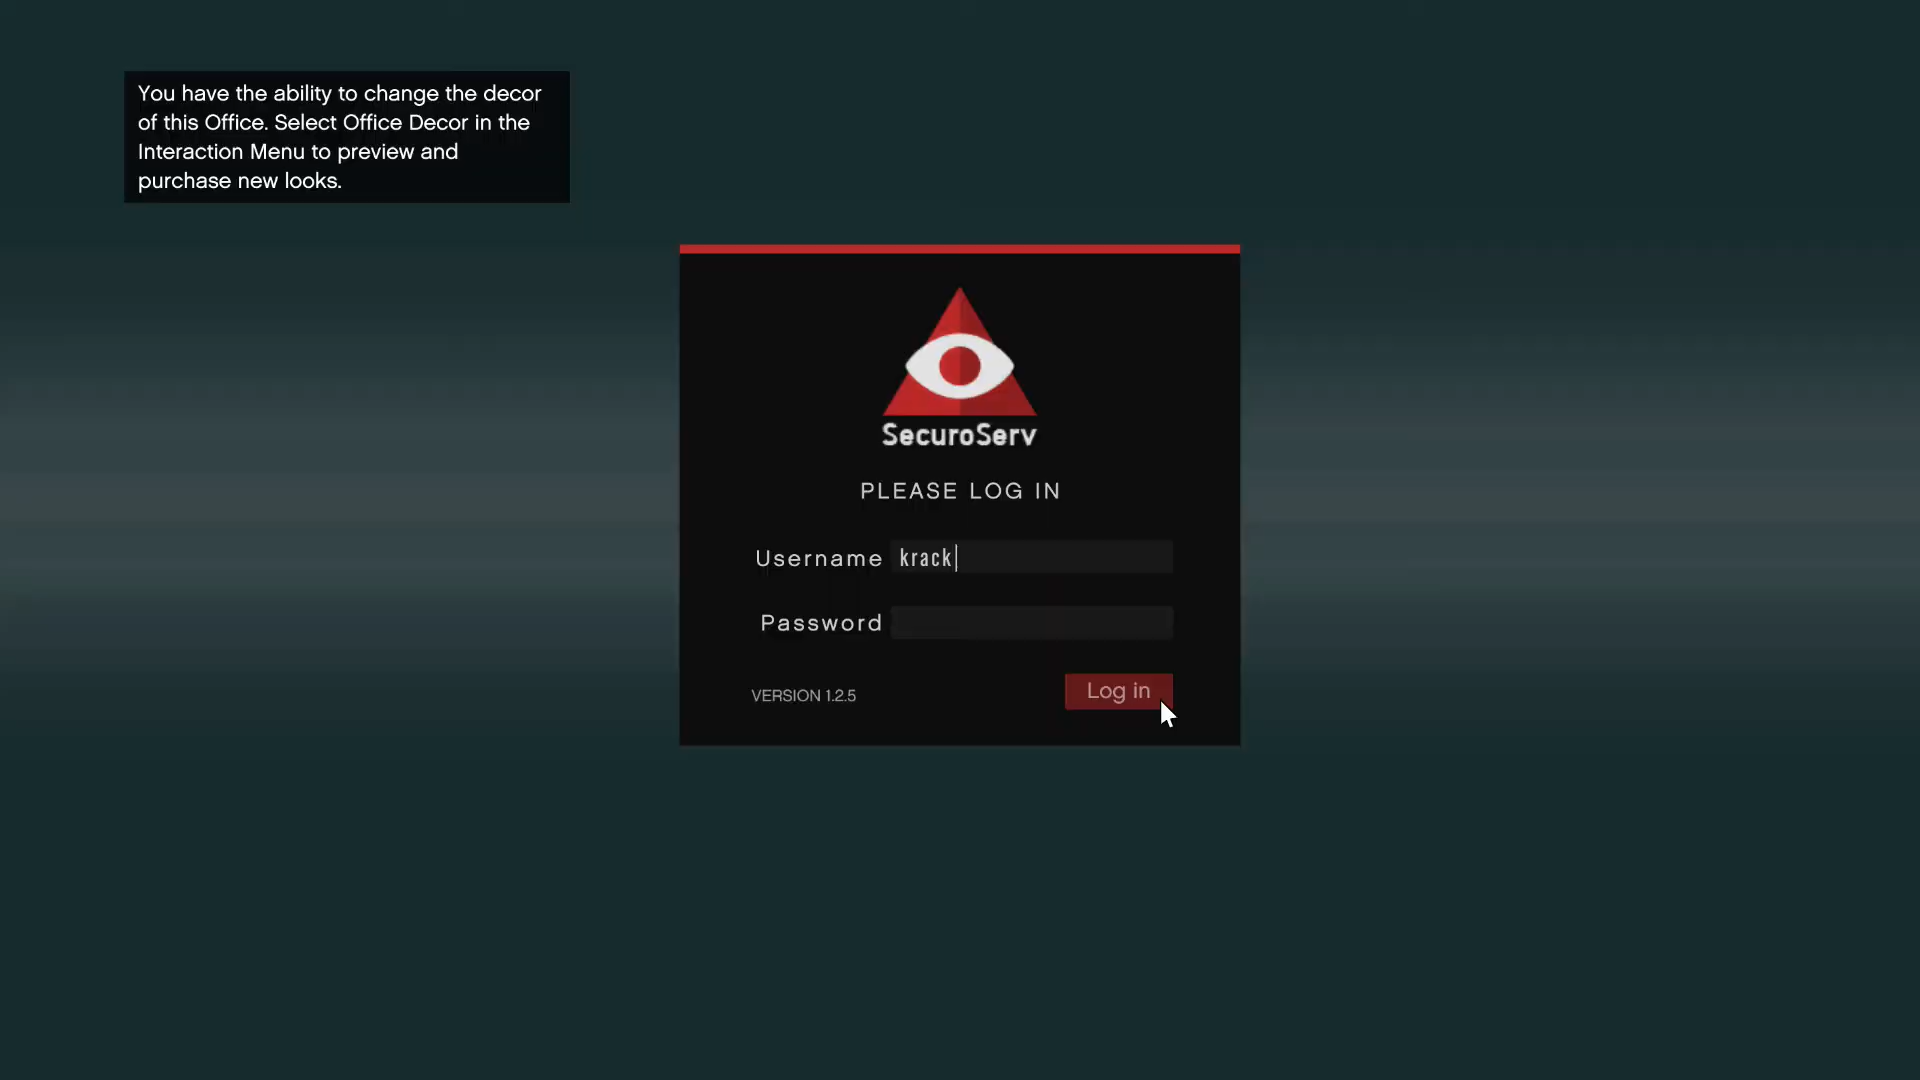 You have the ability to change the decor
of this Office. Select Office Decor in the
Interaction Menu to preview and
purchase new looks.
SecuroServ
PLEASE LOG IN
Username krack
Password
VERSION 1.2.5
Log in